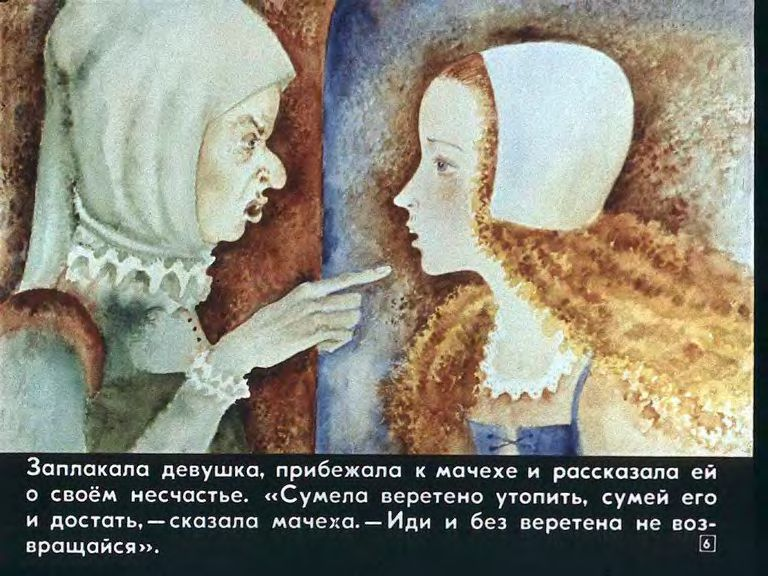 Заплакала девушка, прибежала к мачехе и рассказала ей
о своём несчастье. «Сумела веретено утопить, сумей его
и достать, — сказала мачеха. — Иди и без веретена не воз-
вращайся».
6